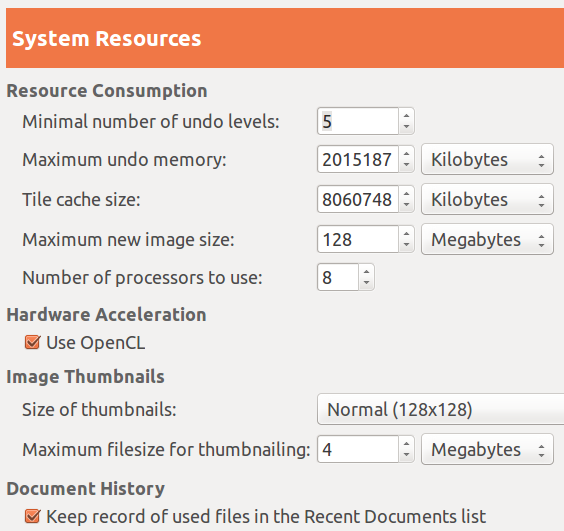 System Resources
Resource Consumption
Minimal number of undo levels: 5
Maximum undo memory: 2015187 Kilobytes
Tile cache size: 8060748 Kilobytes
Maximum new image size: 128 Megabytes
Number of processors to use: 8
Hardware Acceleration
Use OpenCL
Image Thumbnails
Size of thumbnails: Normal (128x128)
Maximum filesize for thumbnailing: 4 Megabytes
Document History
Keep record of used files in the Recent Documents list